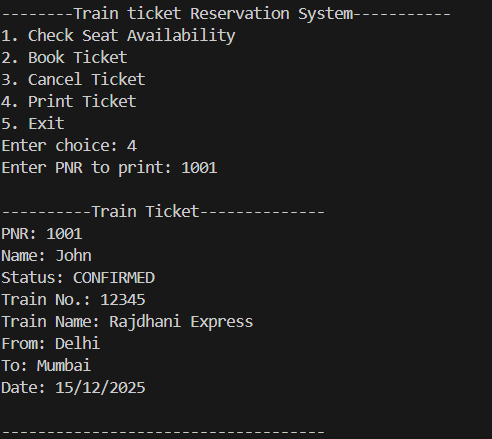 --------Train ticket Reservation System-----------
1. Check Seat Availability
2. Book Ticket
3. Cancel Ticket
4. Print Ticket
5. Exit
Enter choice: 4
Enter PNR to print: 1001
----------Train Ticket--------------
PNR: 1001
Name: John
Status: CONFIRMED
Train No.: 12345
Train Name: Rajdhani Express
From: Delhi
To: Mumbai
Date: 15/12/2025
------------------------------------